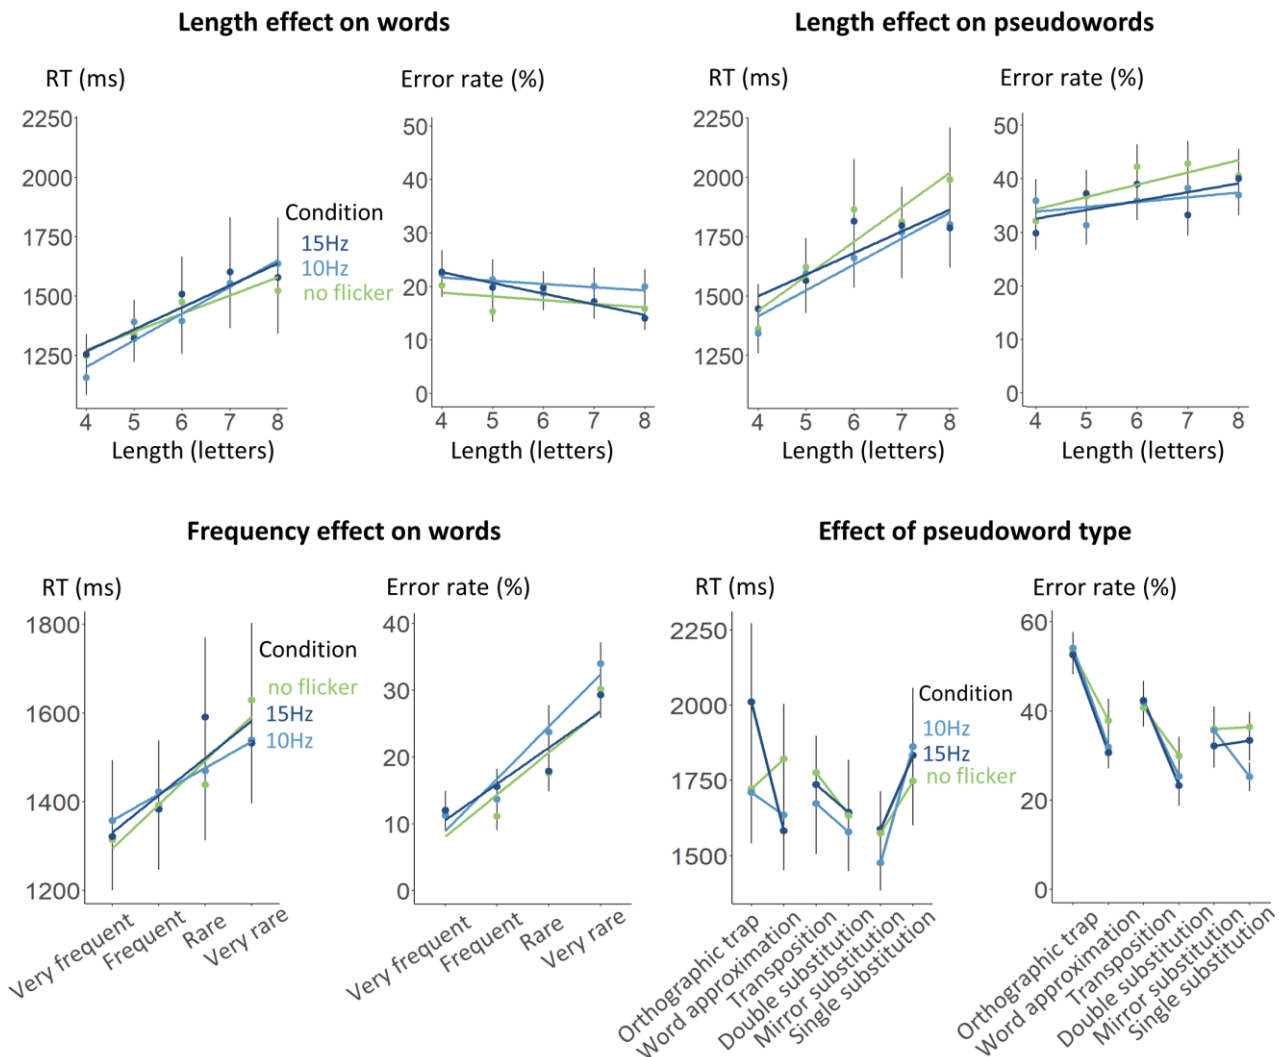 Length effect on words
Length effect on pseudowords
RT (ms)
Error rate (%)
RT (ms)
Error rate (%)
2250
2000
1750
1500
1250
4 5 6 7 8
Length (letters)
Condition
15Hz
10Hz
no flicker
50
40
30
20
10
0
4 5 6 7 8
Length (letters)
2250
2000
1750
1500
1250
4 5 6 7 8
Length (letters)
50
40
30
20
10
0
4 5 6 7 8
Length (letters)
Frequency effect on words
Effect of pseudoword type
RT (ms)
Error rate (%)
RT (ms)
Error rate (%)
1800
1600
1400
1200
Very frequent
Frequent
Rare
Very rare
Condition
no flicker
15Hz
10Hz
40
30
20
10
0
Very frequent
Frequent
Rare
Very rare
2250
2000
1750
1500
Orthographic trap
Word approximation
Transposition
Double substitution
Mirror substitution
Single substitution
Condition
10Hz
15Hz
no flicker
60
40
20
0
Orthographic trap
Word approximation
Transposition
Double substitution
Mirror substitution
Single substitution